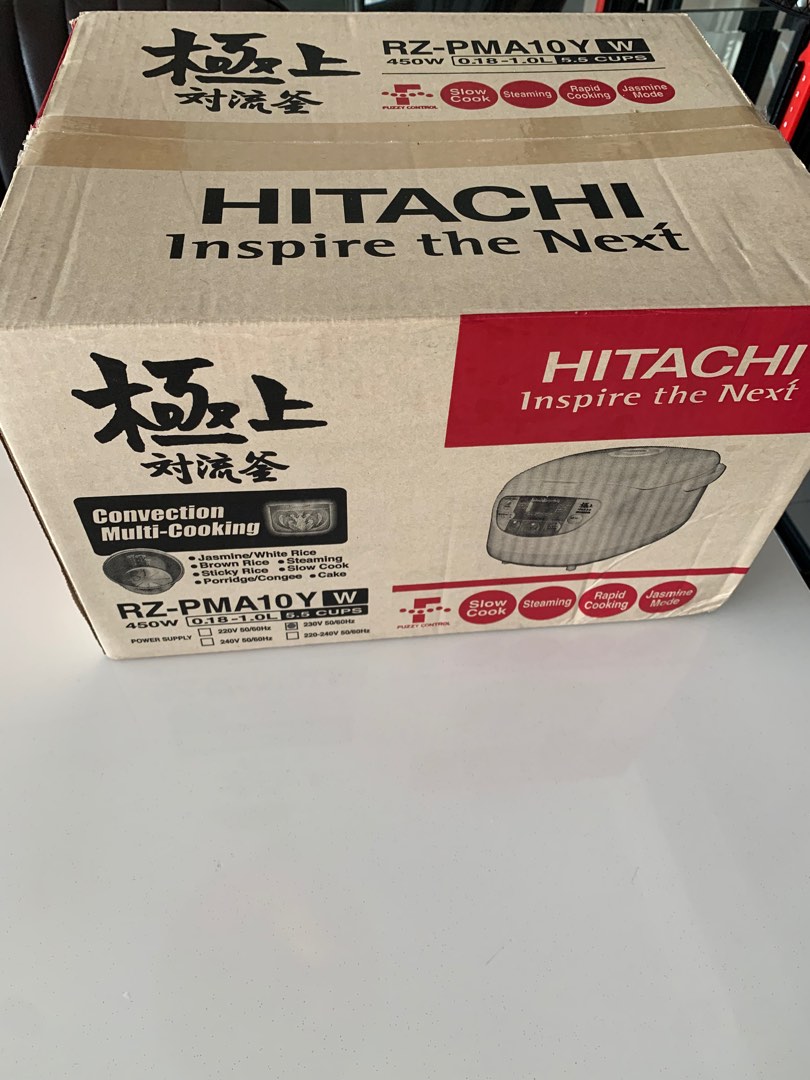 極上
対流釜
RZ-PMA10Y W
450W 0.18-1.0L 5.5 CUPS
FUZZY CONTROL
Slow Cook
Steaming
Rapid Cooking
Jasmine Mode
HITACHI
Inspire the Next
HITACHI
Inspire the Next
極上
対流釜
Convection
Multi-Cooking
• Jasmine/White Rice
• Brown Rice • Steaming
• Sticky Rice • Slow Cook
• Porridge/Congee • Cake
RZ-PMA10Y W
450W 0.18-1.0L 5.5 CUPS
POWER SUPPLY 220V 50/60Hz 230V 50/60Hz
240V 50/60Hz 220-240V 50/60Hz
FUZZY CONTROL
Slow Cook
Steaming
Rapid Cooking
Jasmine Mode